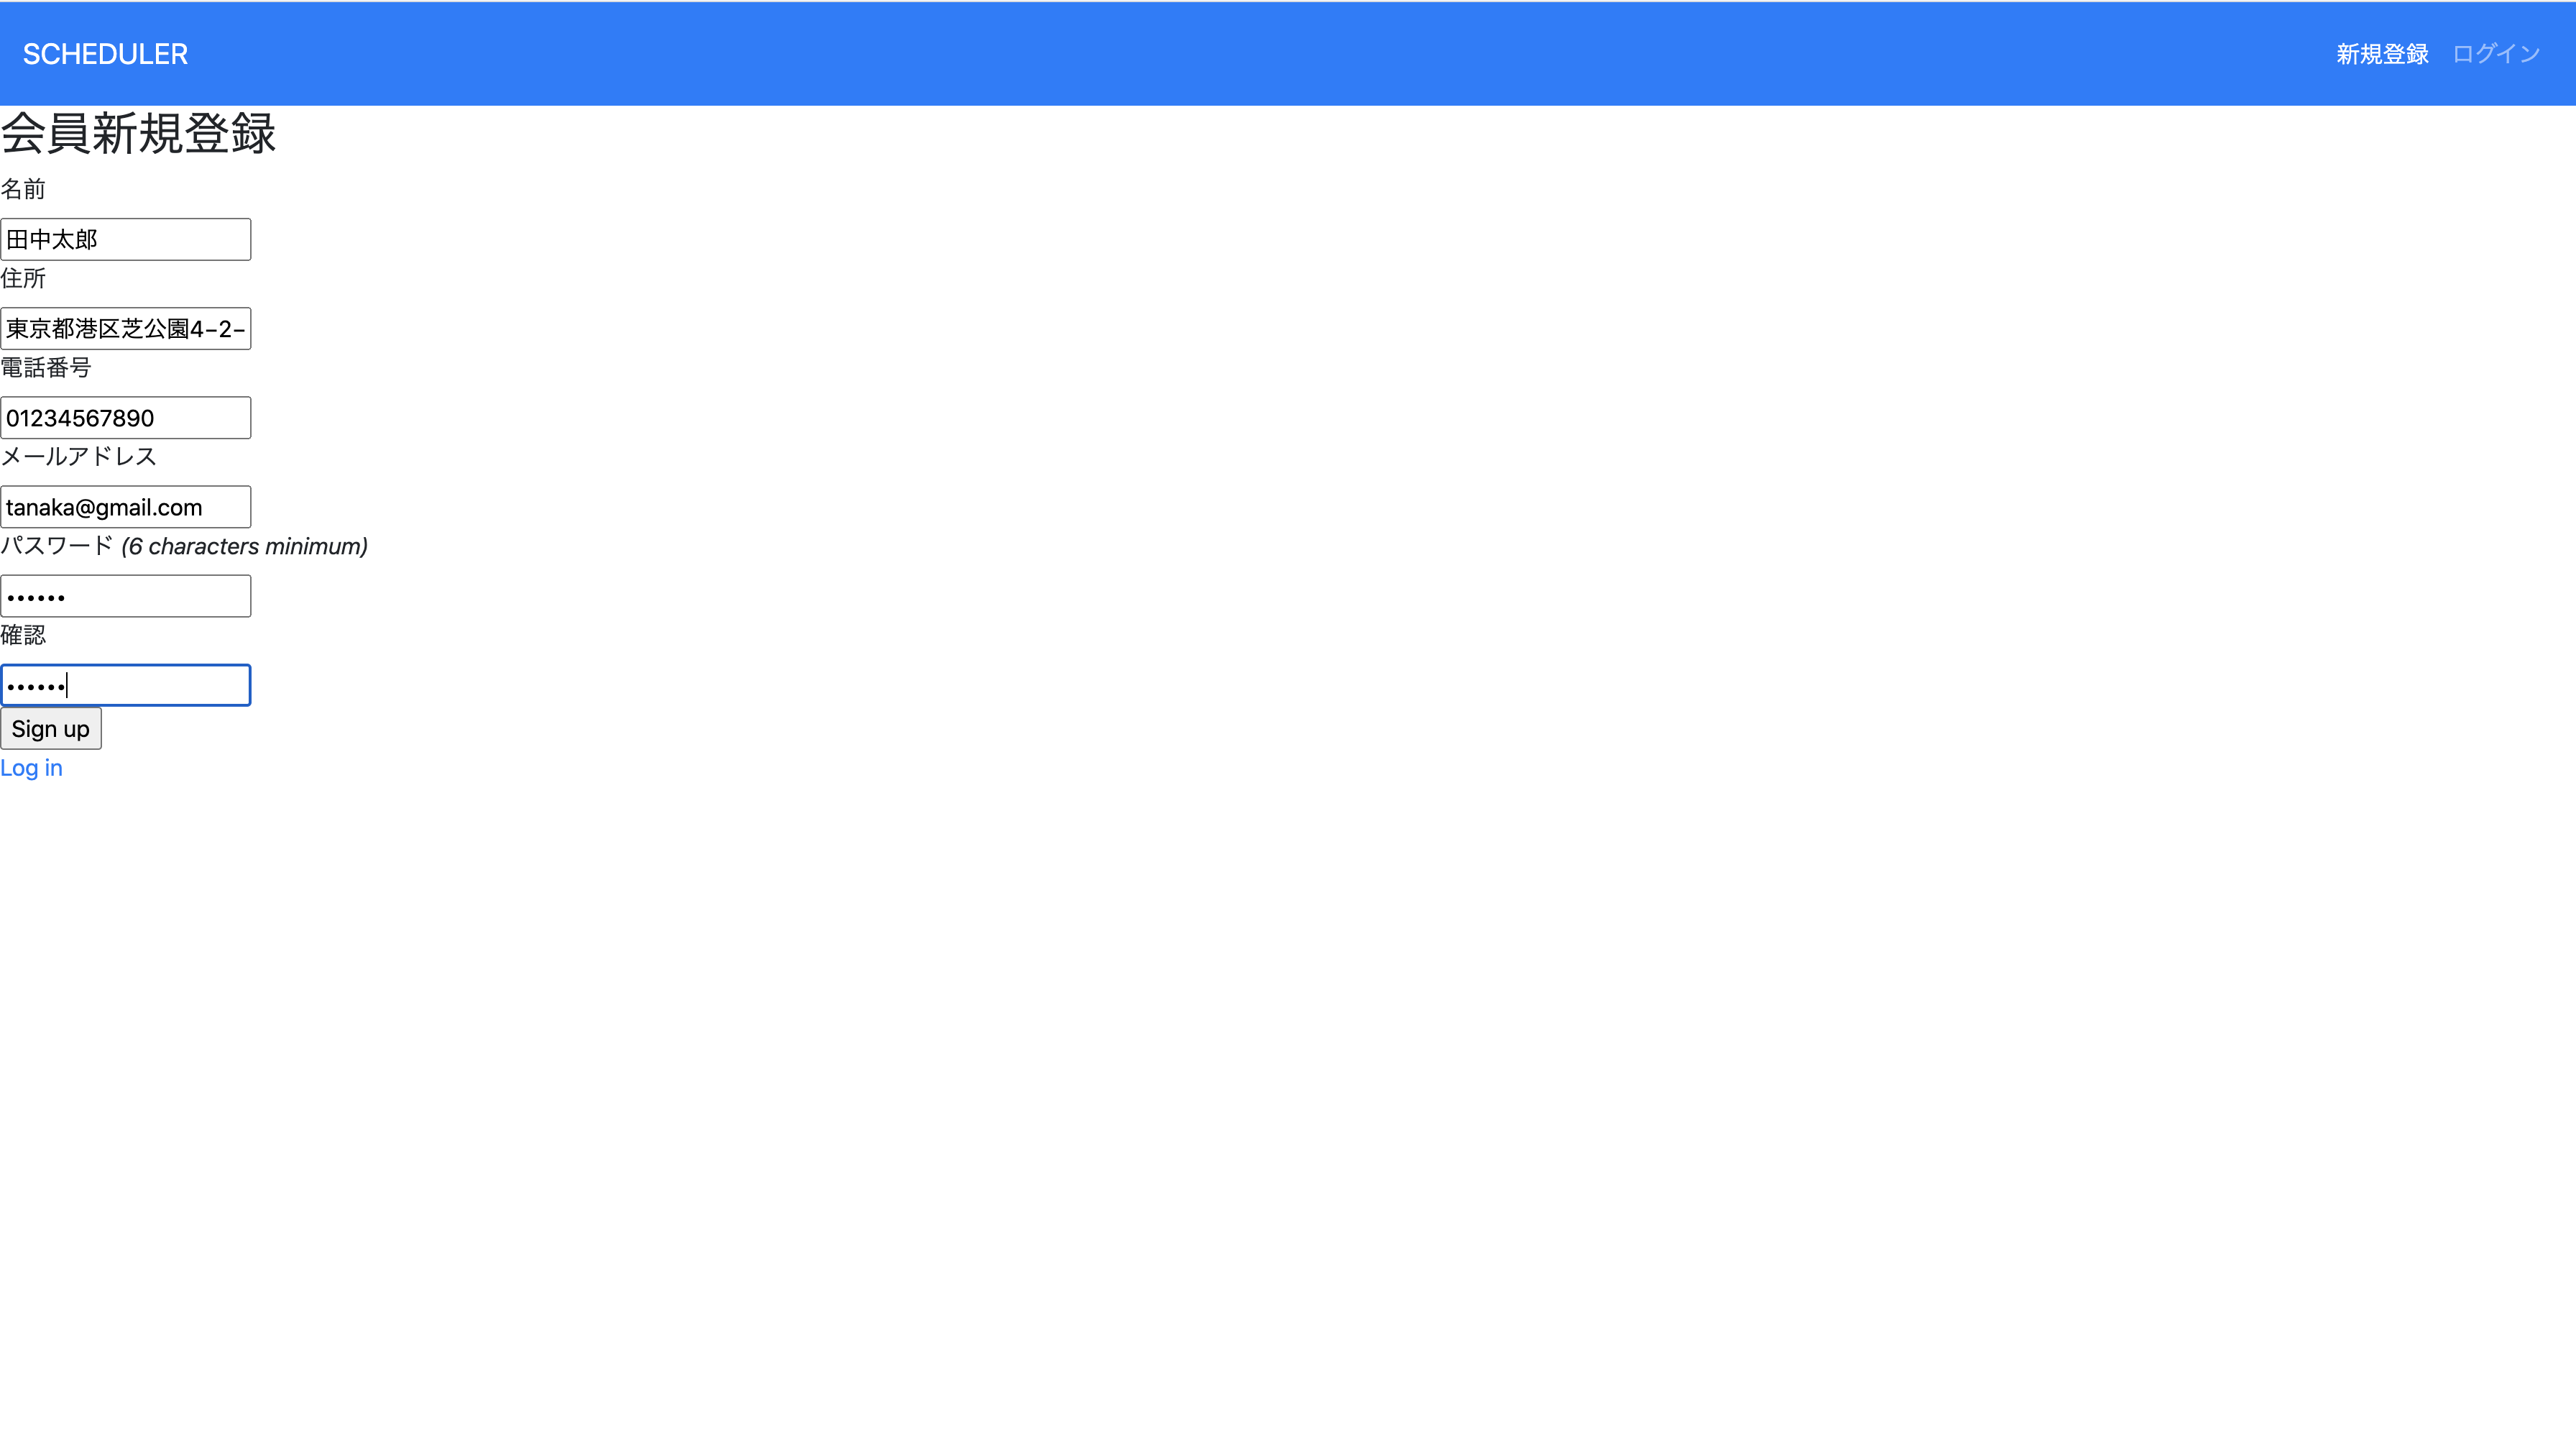 SCHEDULER 新規登録 ログイン
会員新規登録
名前
田中太郎
住所
東京都港区芝公園4−2−
電話番号
01234567890
メールアドレス
tanaka@gmail.com
パスワード (6 characters minimum)
••••••
確認
••••••
Sign up
Log in